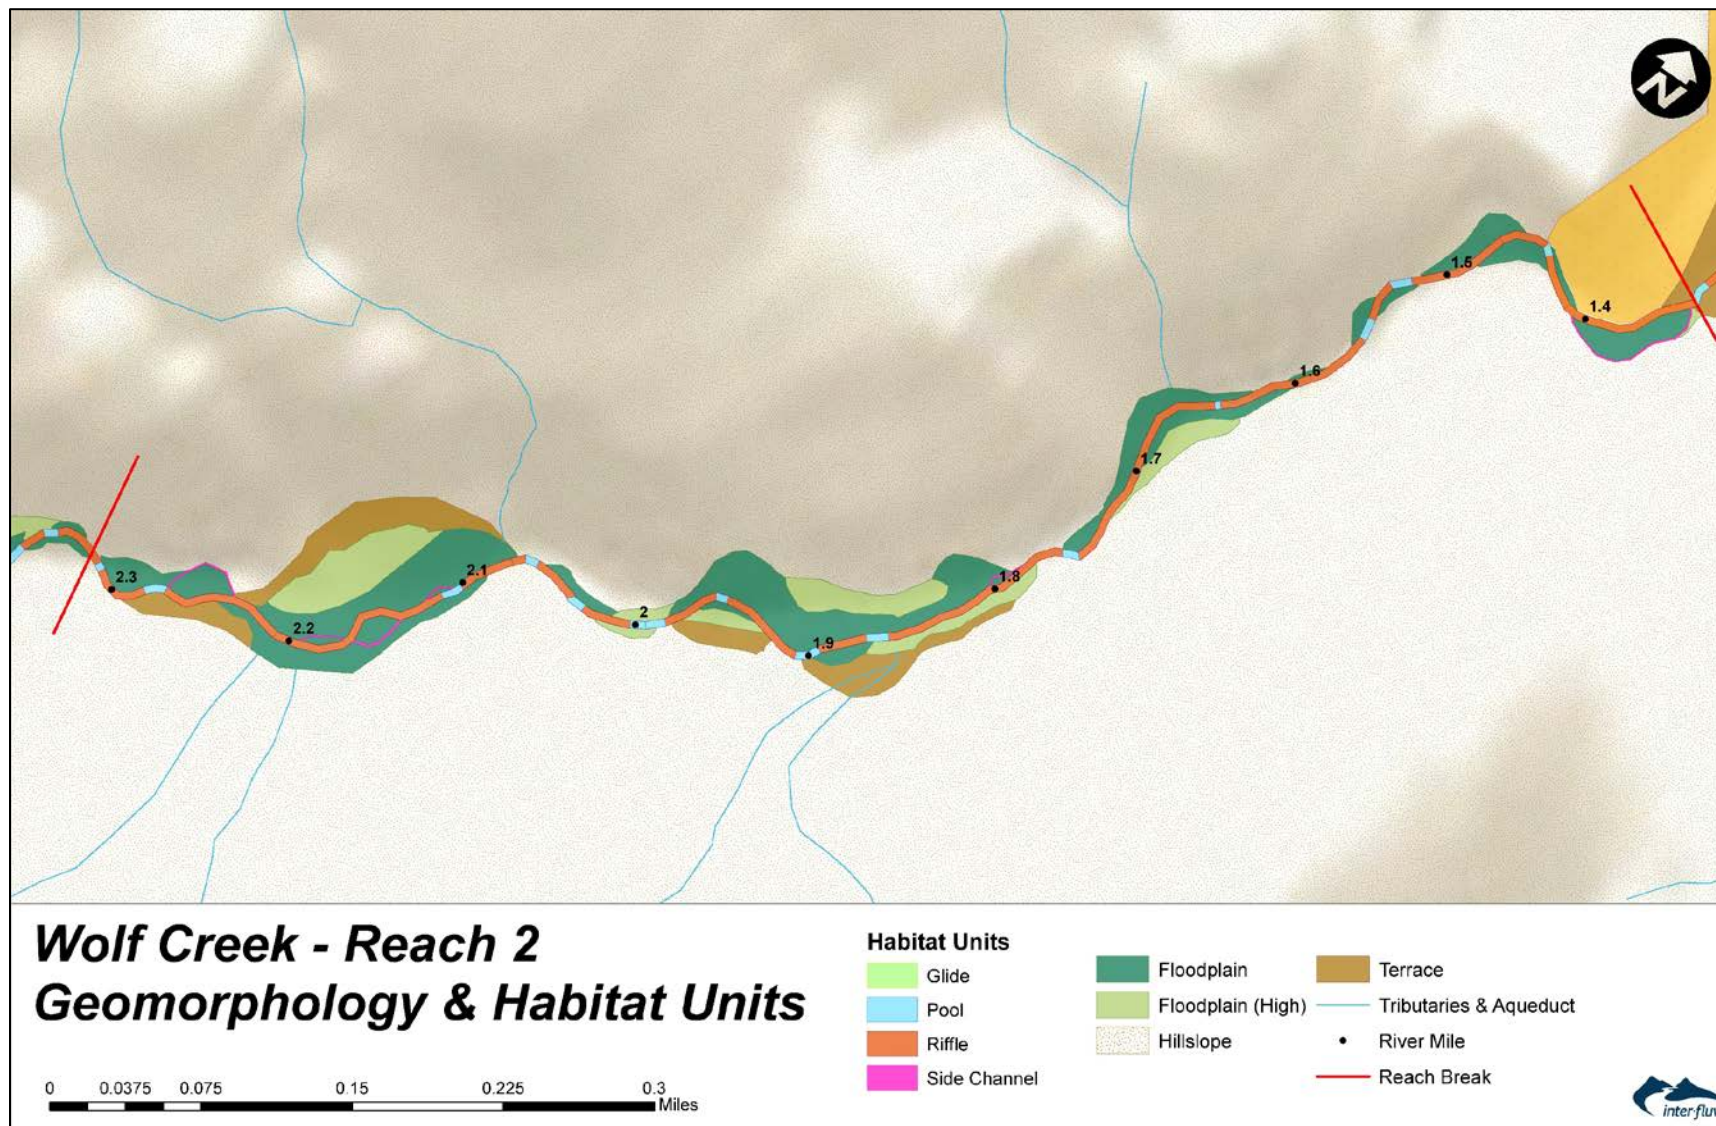 N
1.5
1.4
1.6
1.7
2.3
2.1
1.8
2
2.2
1.9
Wolf Creek - Reach 2
Geomorphology & Habitat Units
0 0.0375 0.075 0.15 0.225 0.3
Miles
Habitat Units
Glide
Pool
Riffle
Side Channel
Floodplain
Floodplain (High)
Hillslope
Terrace
Tributaries & Aqueduct
River Mile
Reach Break
inter-fluv